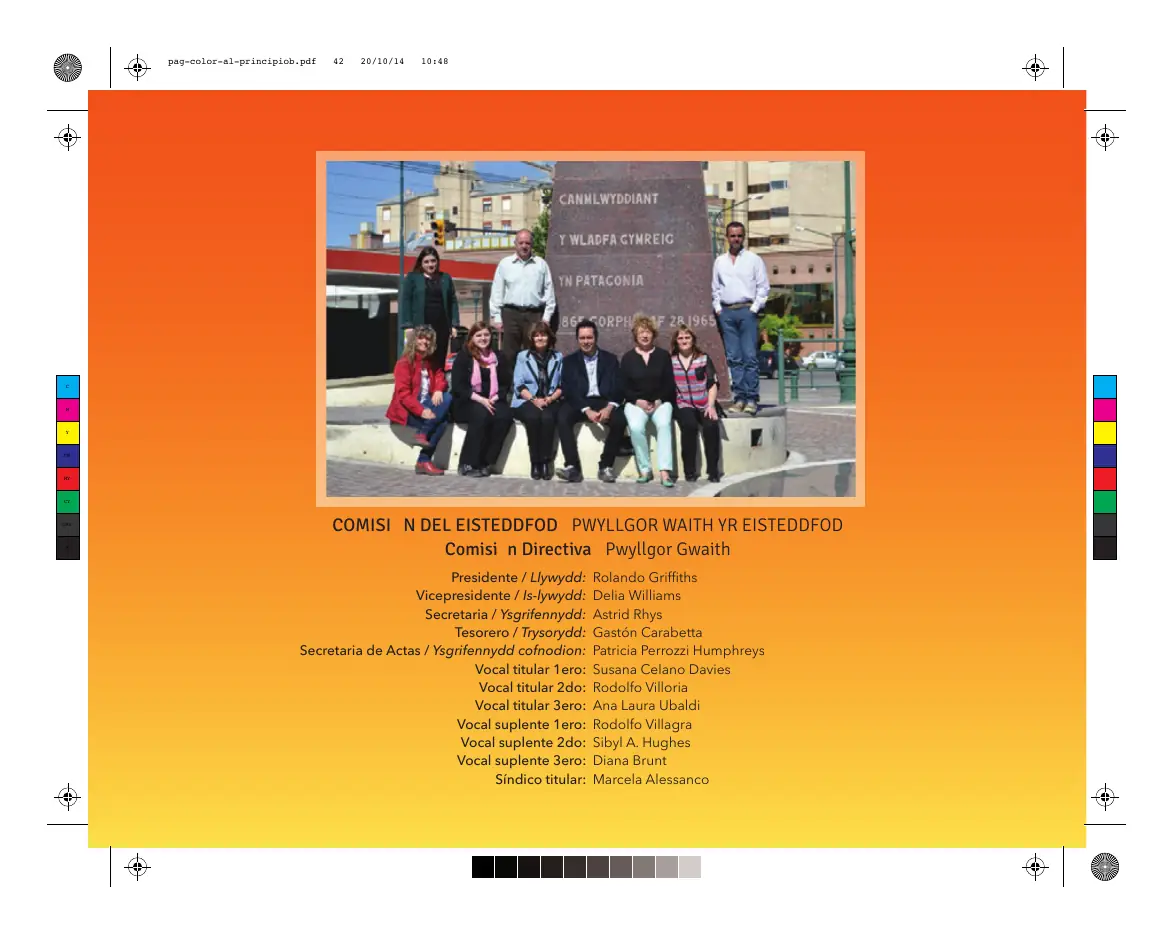 pag-color-al-principiob.pdf 42 20/10/14 10:48
CANMLWYDDIANT
Y WLADFA GYMREIG
YN PATAGONIA
865 GORPH AF 28 1965
COMISI N DEL EISTEDDFOD PWYLLGOR WAITH YR EISTEDDFOD
Comisi n Directiva Pwyllgor Gwaith
Presidente / Llywydd: Rolando Griffiths
Vicepresidente / Is-lywydd: Delia Williams
Secretaria / Ysgrifennydd: Astrid Rhys
Tesorero / Trysorydd: Gastón Carabetta
Secretaria de Actas / Ysgrifennydd cofnodion: Patricia Perrozzi Humphreys
Vocal titular 1ero: Susana Celano Davies
Vocal titular 2do: Rodolfo Villoria
Vocal titular 3ero: Ana Laura Ubaldi
Vocal suplente 1ero: Rodolfo Villagra
Vocal suplente 2do: Sibyl A. Hughes
Vocal suplente 3ero: Diana Brunt
Síndico titular: Marcela Alessanco